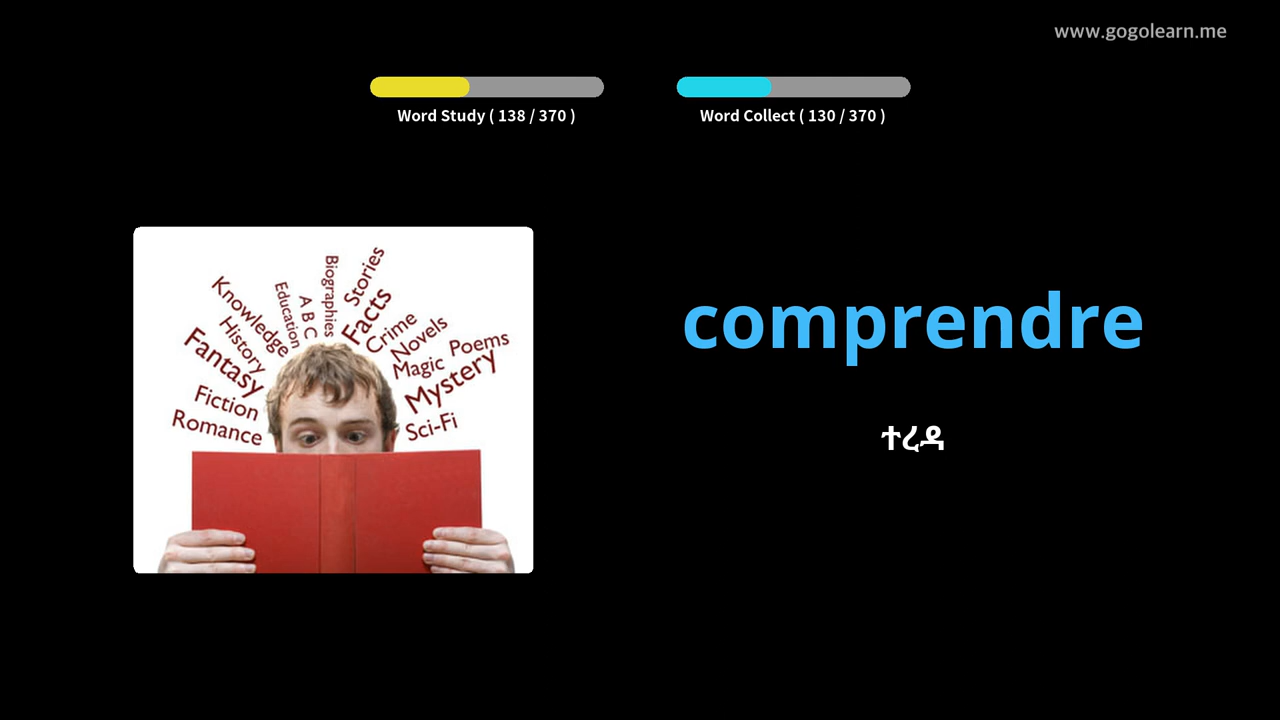 www.gogolearn.me
Word Study ( 138 / 370 )
Word Collect ( 130 / 370 )
Stories
Biographies
Facts
A B C
Education
Knowledge
Crime
Novels
History
Poems
Fantasy
Magic
Mystery
Fiction
Romance
Sci-Fi
comprendre
ተረዳ